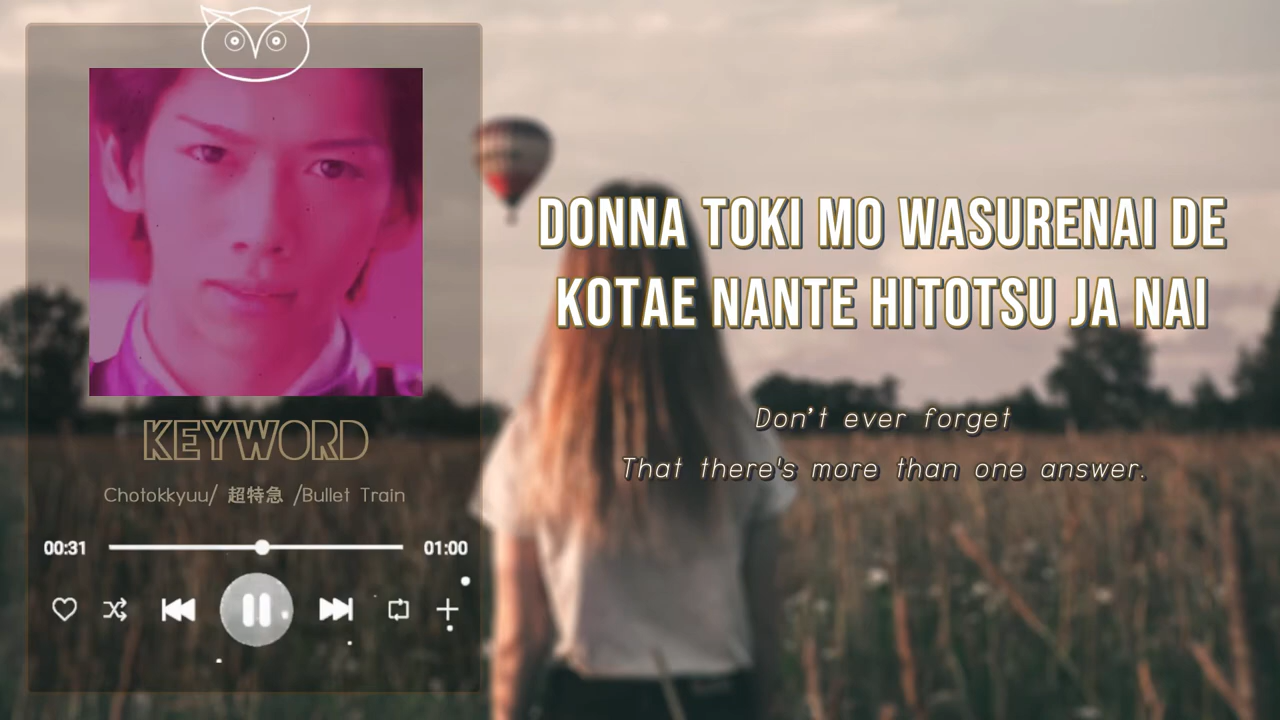 KEYWORD
Chotokkyuu/ 超特急 /Bullet Train
00:31
01:00
DONNA TOKI MO WASURENAI DE
KOTAE NANTE HITOTSU JA NAI
Don't ever forget
That there's more than one answer.